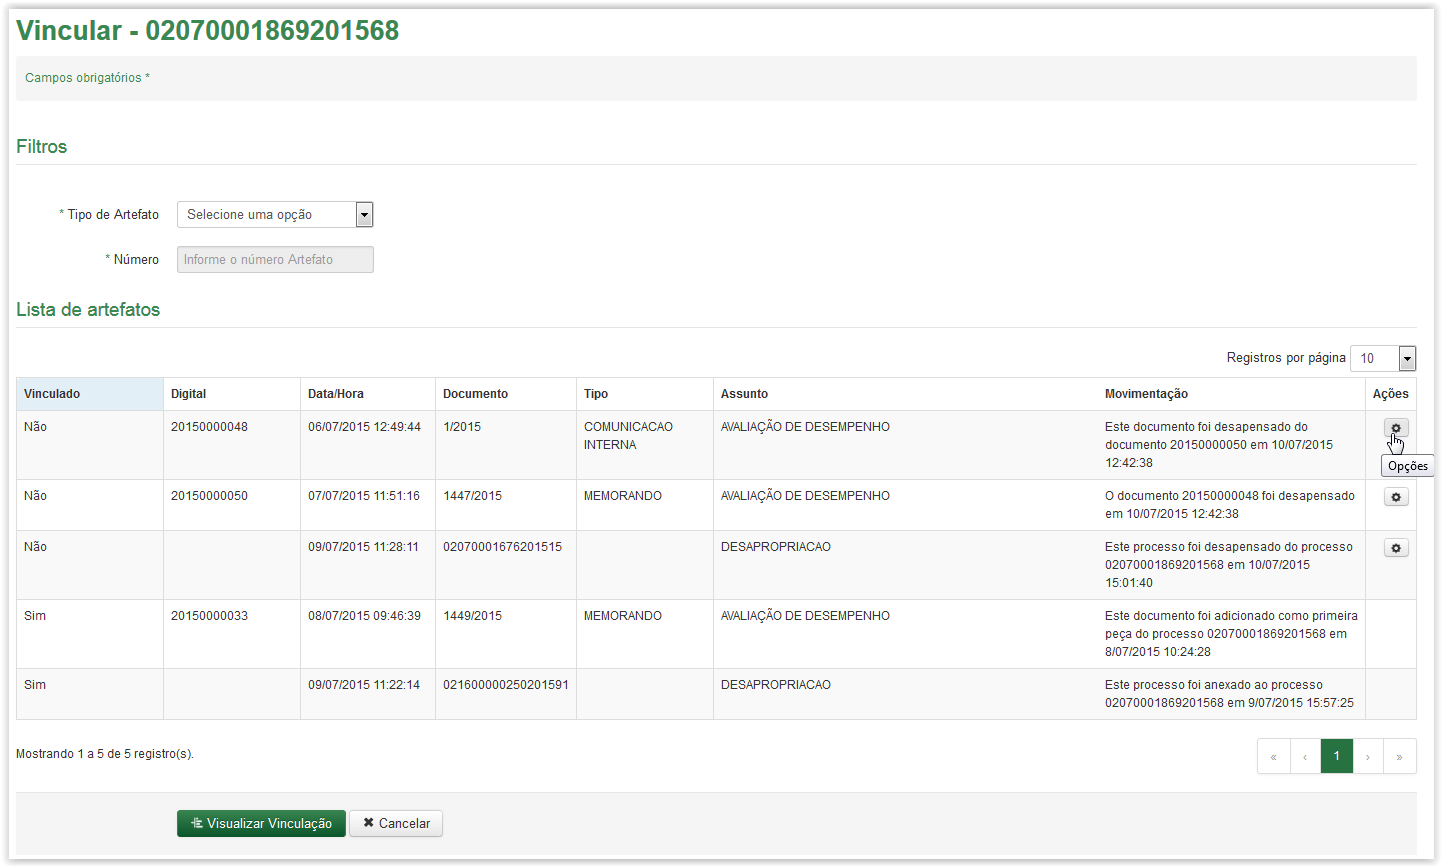 Vincular - 02070001869201568
Campos obrigatórios *
Filtros
* Tipo de Artefato Selecione uma opção
* Número Informe o número Artefato
Lista de artefatos
Registros por página 10
Vinculado Digital Data/Hora Documento Tipo Assunto Movimentação Ações
Não 20150000048 06/07/2015 12:49:44 1/2015 COMUNICACAO AVALIAÇÃO DE DESEMPENHO Este documento foi desapensado do
INTERNA documento 20150000050 em 10/07/2015
12:42:38
Opções
Não 20150000050 07/07/2015 11:51:16 1447/2015 MEMORANDO AVALIAÇÃO DE DESEMPENHO O documento 20150000048 foi desapensado
em 10/07/2015 12:42:38
Não 09/07/2015 11:28:11 02070001676201515 DESAPROPRIACAO Este processo foi desapensado do processo
02070001869201568 em 10/07/2015
15:01:40
Sim 20150000033 08/07/2015 09:46:39 1449/2015 MEMORANDO AVALIAÇÃO DE DESEMPENHO Este documento foi adicionado como primeira
peça do processo 02070001869201568 em
8/07/2015 10:24:28
Sim 09/07/2015 11:22:14 021600000250201591 DESAPROPRIACAO Este processo foi anexado ao processo
02070001869201568 em 9/07/2015 15:57:25
Mostrando 1 a 5 de 5 registro(s).
« ‹ 1 › »
Visualizar Vinculação Cancelar